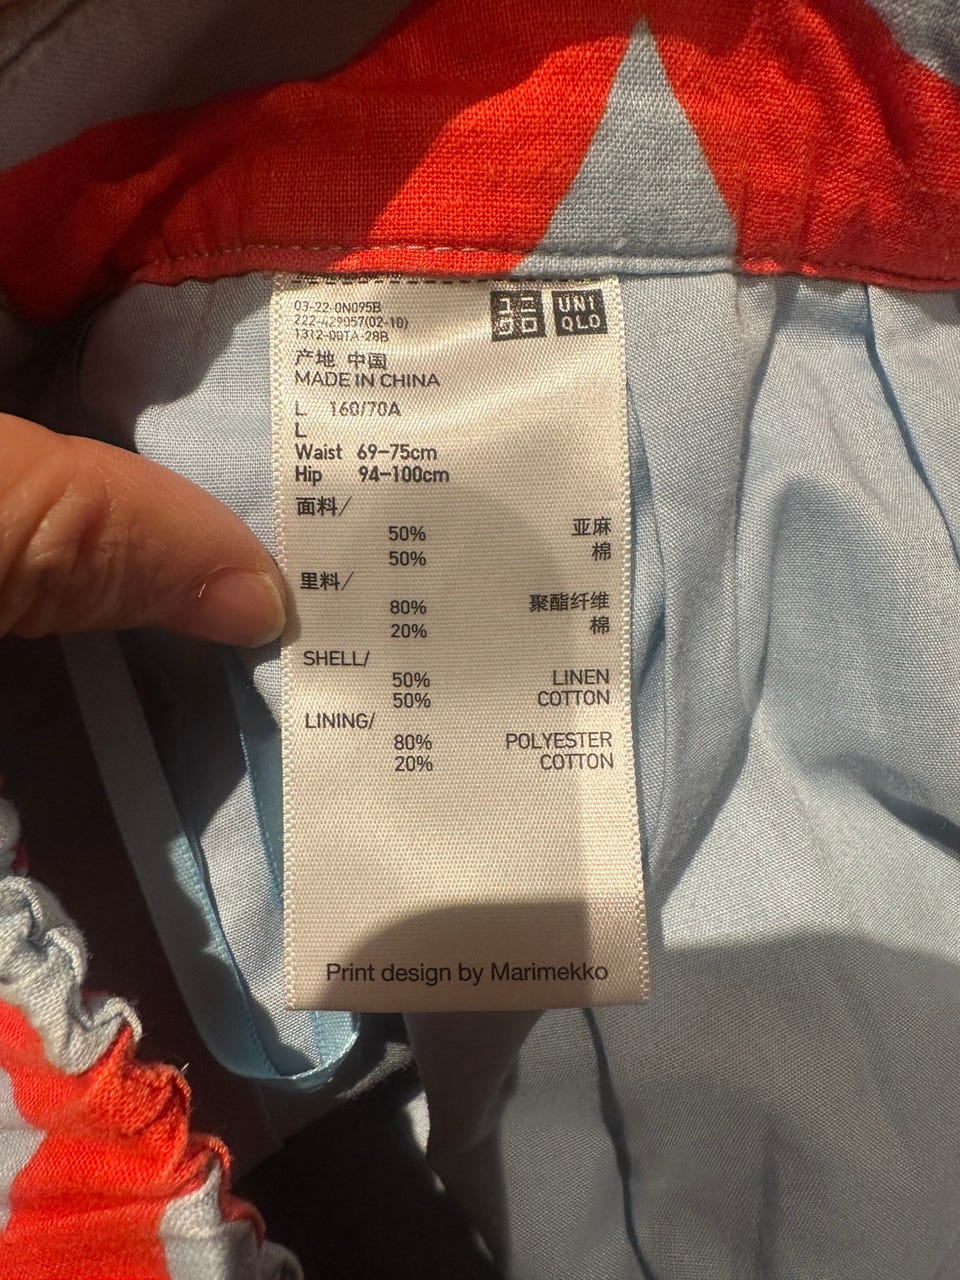 03-22-0N095B
222-429057(02-10)
1312-00TA-28B
ユニ
クロ
UNI
QLO
产地 中国
MADE IN CHINA
L 160/70A
L
Waist 69-75cm
Hip 94-100cm
面料/
50% 亚麻
50% 棉
里料/
80% 聚酯纤维
20% 棉
SHELL/
50% LINEN
50% COTTON
LINING/
80% POLYESTER
20% COTTON
Print design by Marimekko